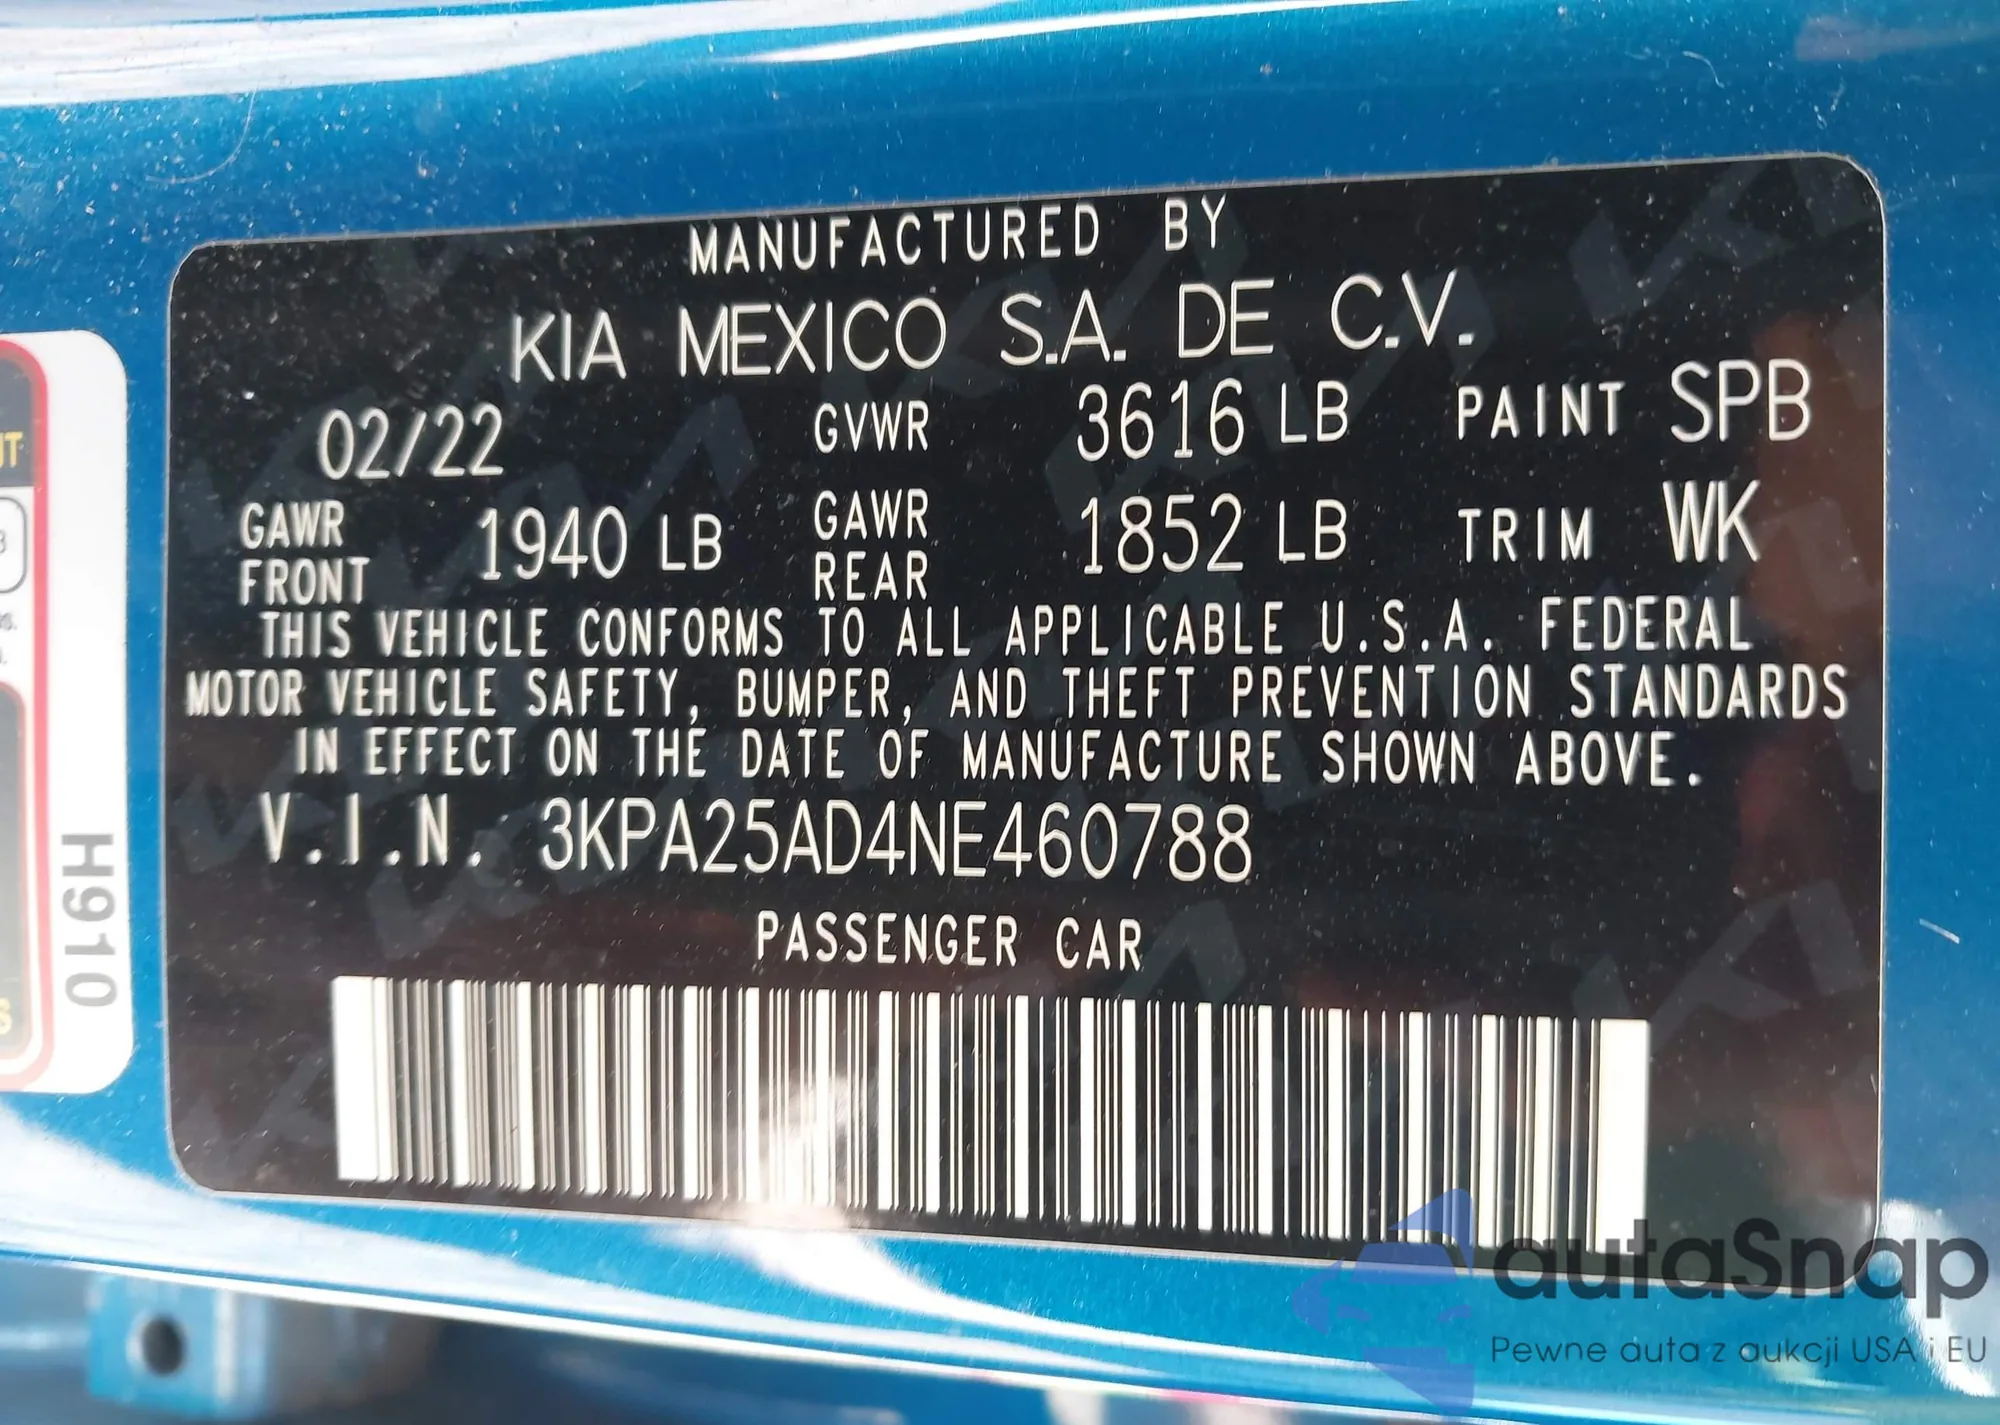 MANUFACTURED BY
KIA MEXICO S.A. DE C.V.
02/22 GVWR 3616 LB PAINT SPB
GAWR FRONT 1940 LB GAWR REAR 1852 LB TRIM WK
THIS VEHICLE CONFORMS TO ALL APPLICABLE U.S.A. FEDERAL
MOTOR VEHICLE SAFETY, BUMPER, AND THEFT PREVENTION STANDARDS
IN EFFECT ON THE DATE OF MANUFACTURE SHOWN ABOVE.
V.I.N. 3KPA25AD4NE460788
PASSENGER CAR
H910
autaSnap
Pewne auta z aukcji USA i EU